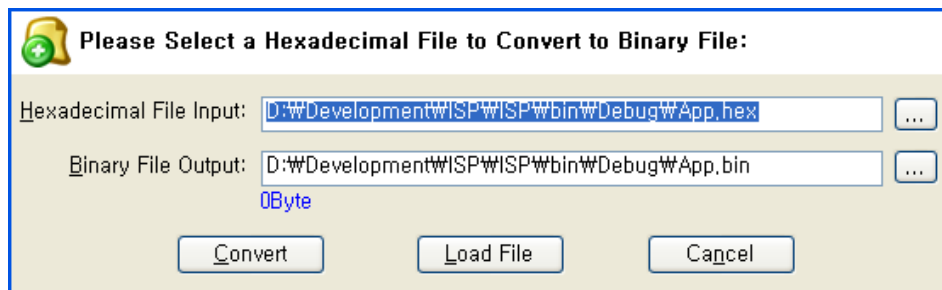 Please Select a Hexadecimal File to Convert to Binary File:
Hexadecimal File Input: D:₩Development₩ISP₩ISP₩bin₩Debug₩App.hex ...
Binary File Output: D:₩Development₩ISP₩ISP₩bin₩Debug₩App.bin ...
0Byte
Convert Load File Cancel